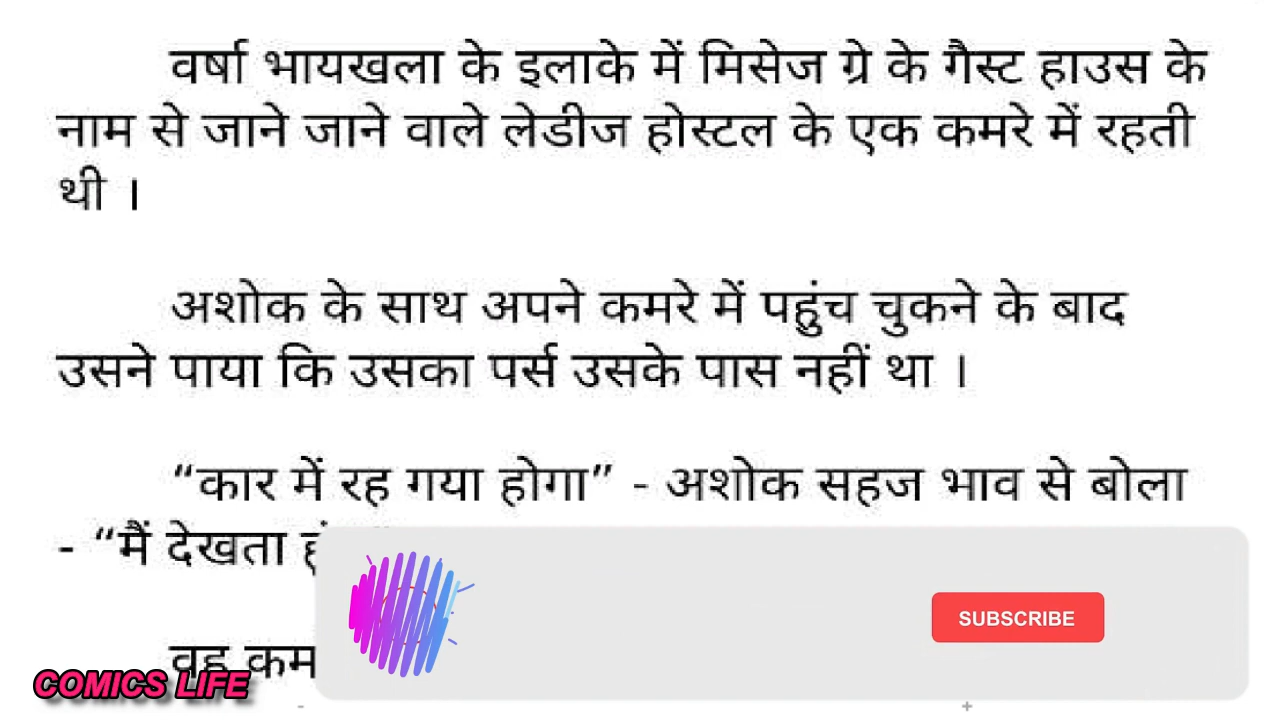 वर्षा भायखला के इलाके में मिसेज ग्रे के गैस्ट हाउस के
नाम से जाने जाने वाले लेडीज होस्टल के एक कमरे में रहती
थी ।
अशोक के साथ अपने कमरे में पहुंच चुकने के बाद
उसने पाया कि उसका पर्स उसके पास नहीं था ।
“कार में रह गया होगा” - अशोक सहज भाव से बोला
- “मैं देखता
SUBSCRIBE
वह
COMICS LIFE
- +